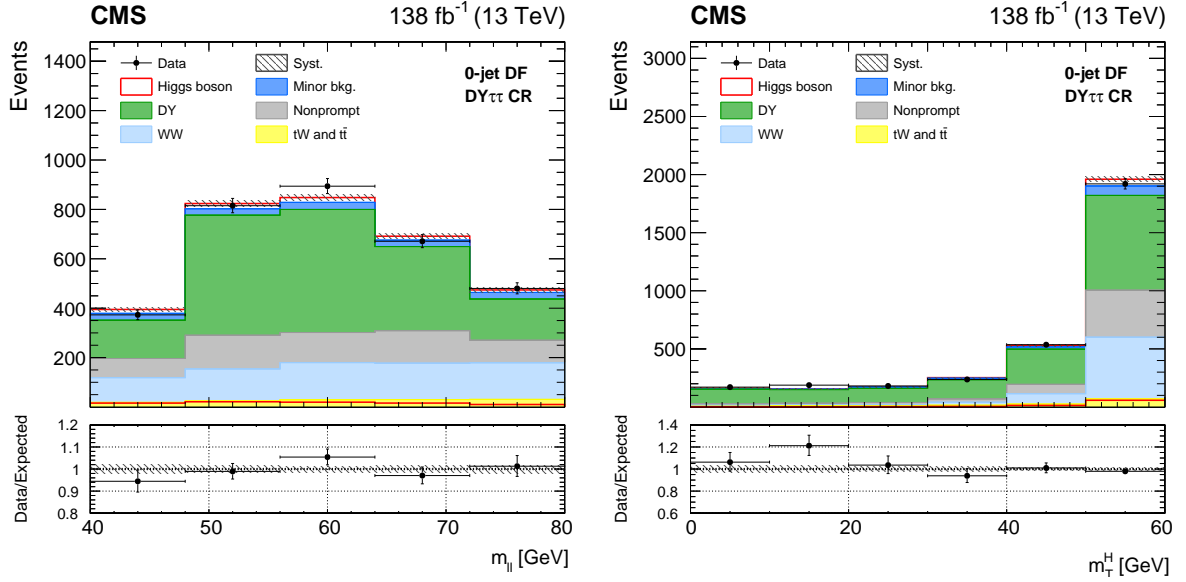 CMS 138 fb⁻¹ (13 TeV)
Events
1400
1200
1000
800
600
400
200
Data
Higgs boson
DY
WW
Syst.
Minor bkg.
Nonprompt
tW and tt̄
0-jet DF
DYττ CR
Data/Expected
1.2
1.1
1
0.9
0.8
40 50 60 70 80
m_ll [GeV]
CMS 138 fb⁻¹ (13 TeV)
Events
3000
2500
2000
1500
1000
500
Data
Higgs boson
DY
WW
Syst.
Minor bkg.
Nonprompt
tW and tt̄
0-jet DF
DYττ CR
Data/Expected
1.4
1.2
1
0.8
0.6
0 20 40 60
m_T^H [GeV]